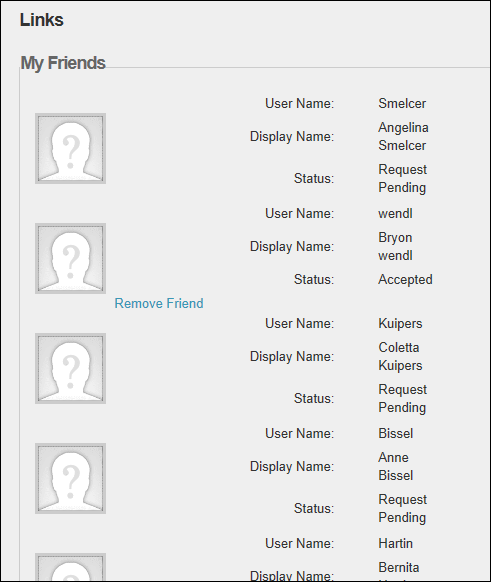 Links
My Friends
User Name: Smelcer
Display Name: Angelina
Smelcer
Status: Request
Pending
User Name: wendl
Display Name: Bryon
wendl
Status: Accepted
Remove Friend
User Name: Kuipers
Display Name: Coletta
Kuipers
Status: Request
Pending
User Name: Bissel
Display Name: Anne
Bissel
Status: Request
Pending
User Name: Hartin
Display Name: Bernita